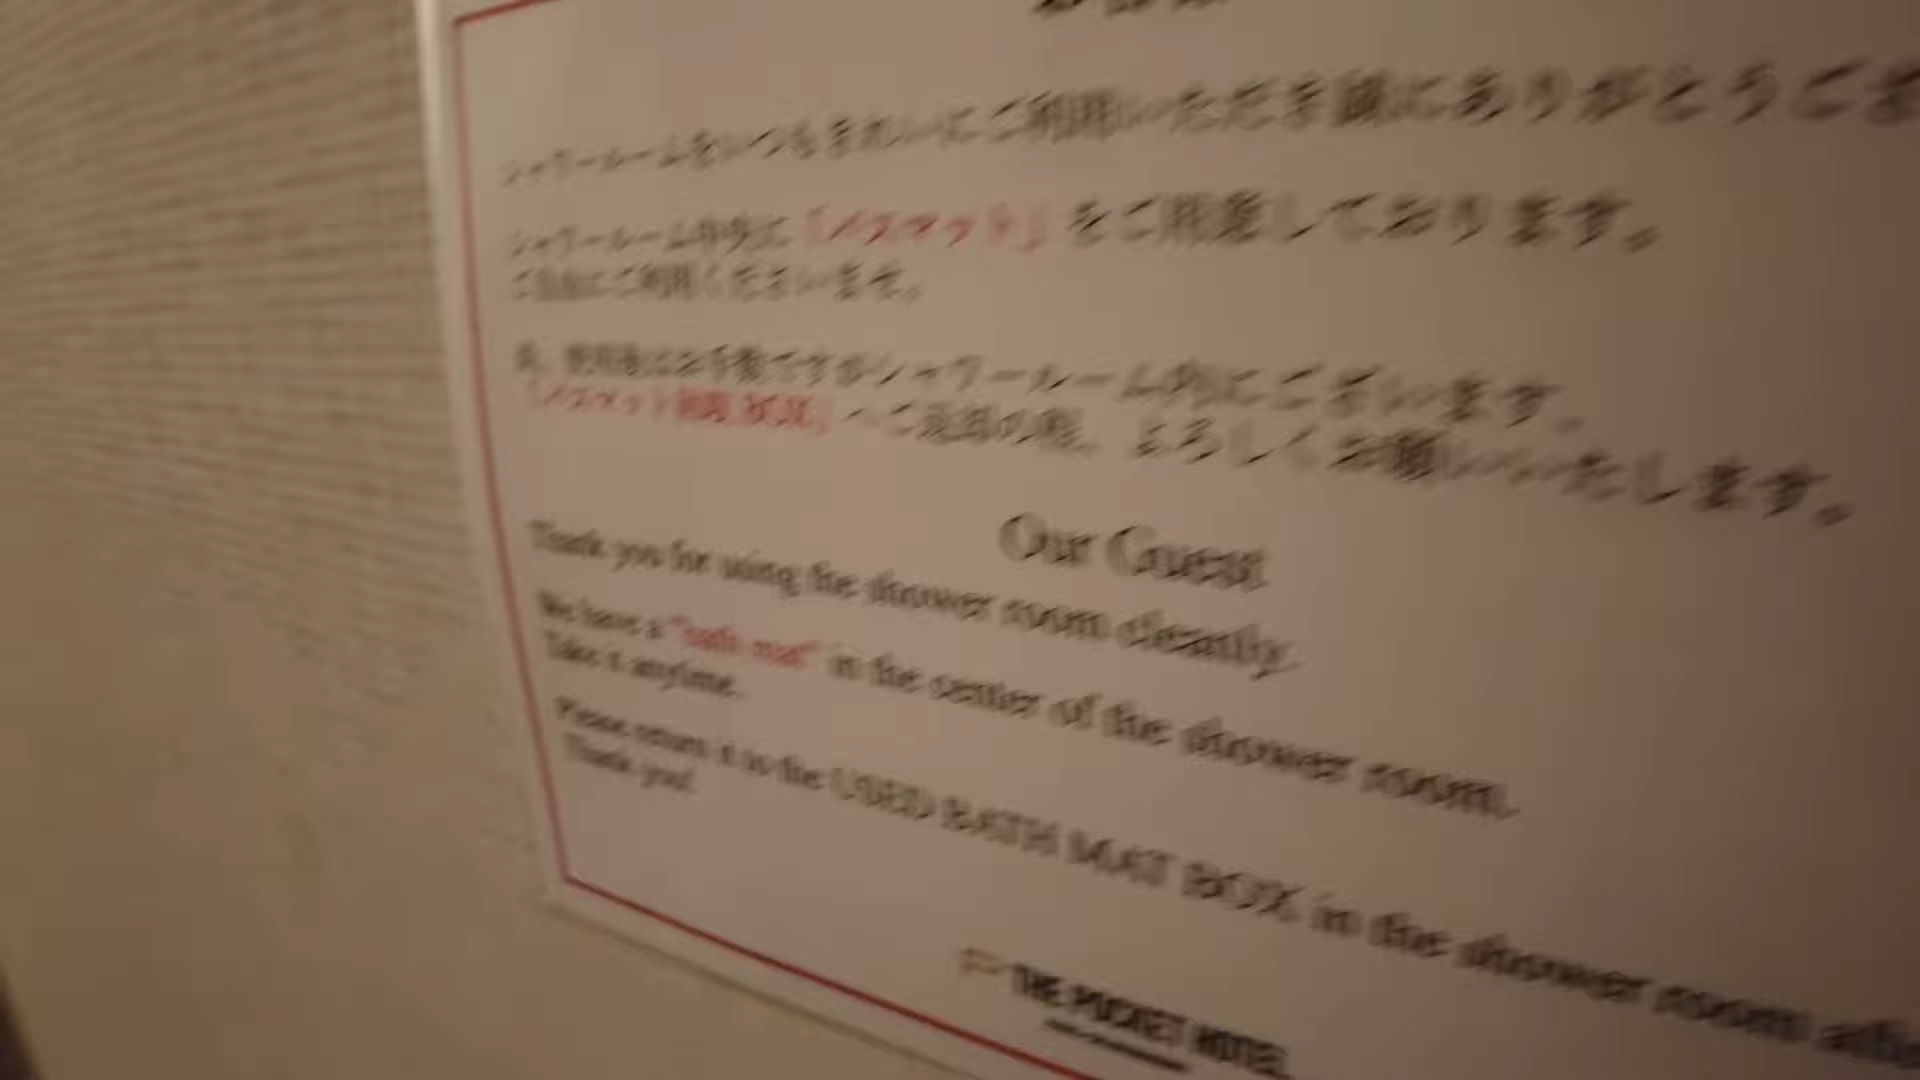 シャワールームをいつもきれいにご利用いただき誠にありがとうござ
シャワールーム中央に「バスマット」をご用意しております。
ご自由にご利用くださいませ。
尚、使用後はお手数ですがシャワールーム内にございます。
「バスマット回収BOX」へご返却の程、よろしくお願いいたします。
Our Guest
Thank you for using the shower room cleanly.
We have a "bath mat" in the center of the shower room.
Take it anytime.
Please return it to the USED BATH MAT BOX in the shower room
Thank you!
THE POCKET HOTEL